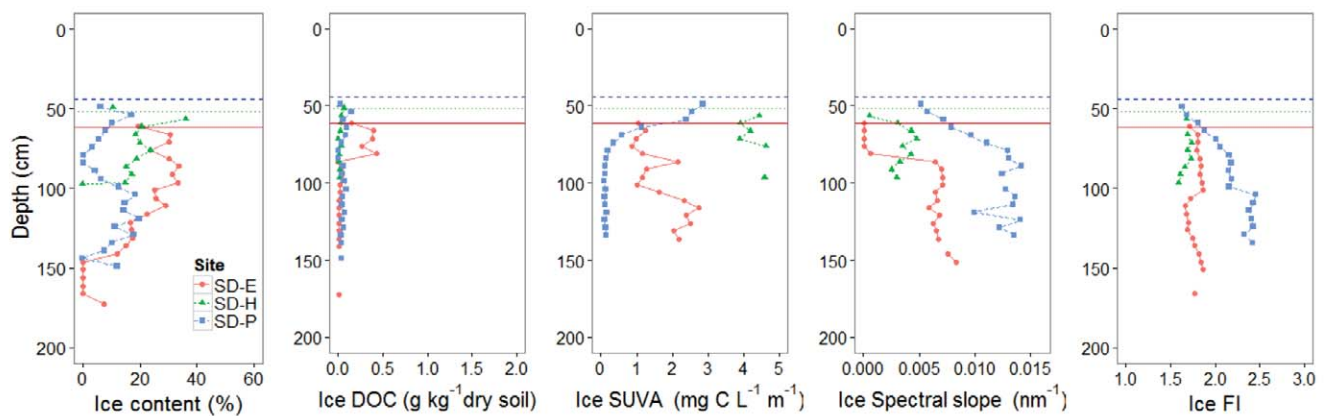 0
50
100
150
200
Depth (cm)
Site
SD-E
SD-H
SD-P
0 20 40 60
Ice content (%)
0
50
100
150
200
0.0 0.5 1.0 1.5 2.0
Ice DOC (g kg⁻¹dry soil)
0
50
100
150
200
0 1 2 3 4 5
Ice SUVA (mg C L⁻¹ m⁻¹)
0
50
100
150
200
0.000 0.005 0.010 0.015
Ice Spectral slope (nm⁻¹)
0
50
100
150
200
1.0 1.5 2.0 2.5 3.0
Ice FI